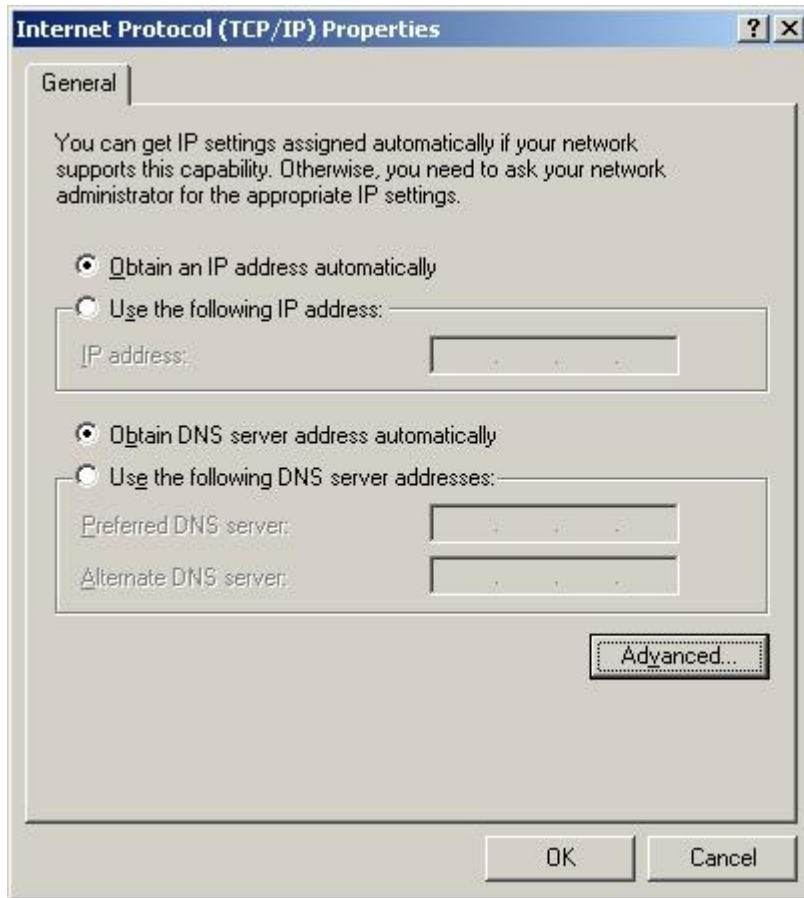 Internet Protocol (TCP/IP) Properties
General
You can get IP settings assigned automatically if your network
supports this capability. Otherwise, you need to ask your network
administrator for the appropriate IP settings.
Obtain an IP address automatically
Use the following IP address:
IP address:
Obtain DNS server address automatically
Use the following DNS server addresses:
Preferred DNS server:
Alternate DNS server:
Advanced...
OK Cancel